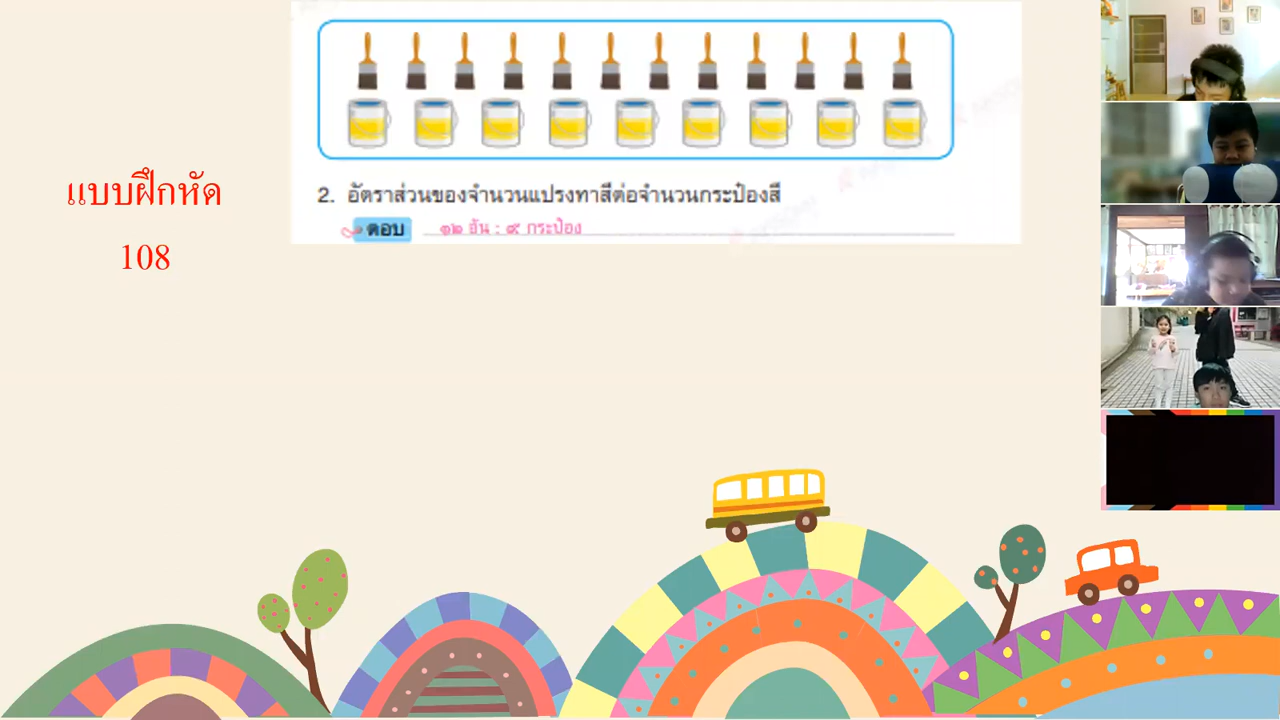 แบบฝึกหัด
108
2. อัตราส่วนของจำนวนแปรงทาสีต่อจำนวนกระป๋องสี
ตอบ ๑๒ อัน : ๙ กระป๋อง